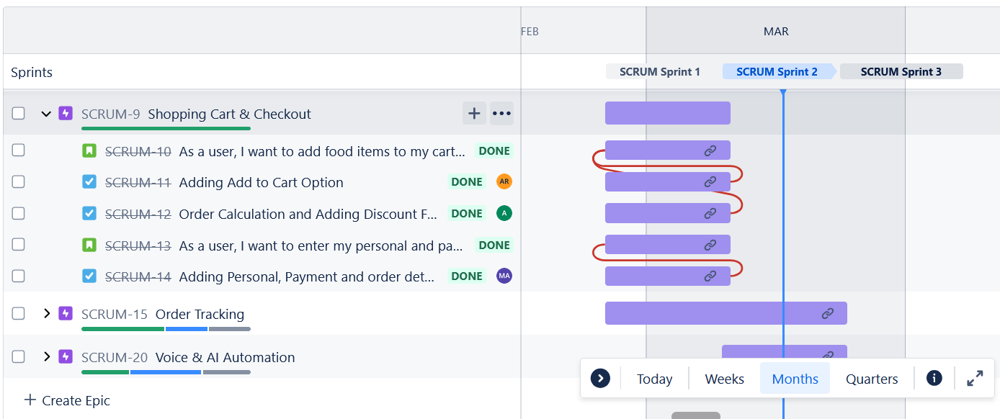 FEB
MAR
Sprints
SCRUM Sprint 1
SCRUM Sprint 2
SCRUM Sprint 3
SCRUM-9 Shopping Cart & Checkout
SCRUM-10 As a user, I want to add food items to my cart... DONE
SCRUM-11 Adding Add to Cart Option DONE AR
SCRUM-12 Order Calculation and Adding Discount F... DONE A
SCRUM-13 As a user, I want to enter my personal and pa... DONE
SCRUM-14 Adding Personal, Payment and order det... DONE MA
SCRUM-15 Order Tracking
SCRUM-20 Voice & AI Automation
Today
Weeks
Months
Quarters
Create Epic